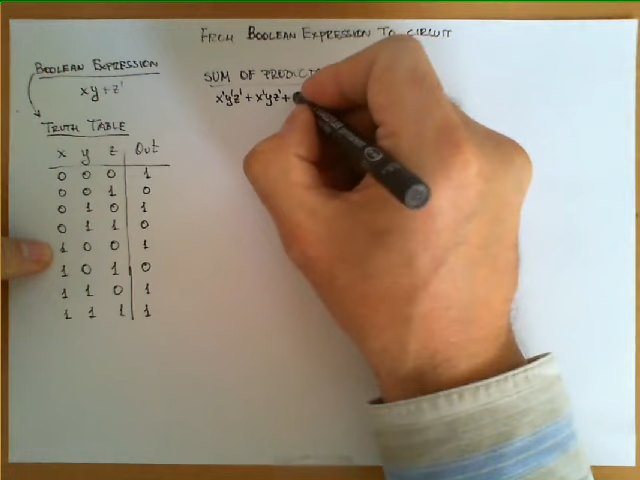 FROM BOOLEAN EXPRESSION TO CIRCUIT
BOOLEAN EXPRESSION
xy+z'
SUM OF PRODUCT
x'y'z' + x'yz' +
TRUTH TABLE
x y z Out
0 0 0 1
0 0 1 0
0 1 0 1
0 1 1 0
1 0 0 1
1 0 1 0
1 1 0 1
1 1 1 1